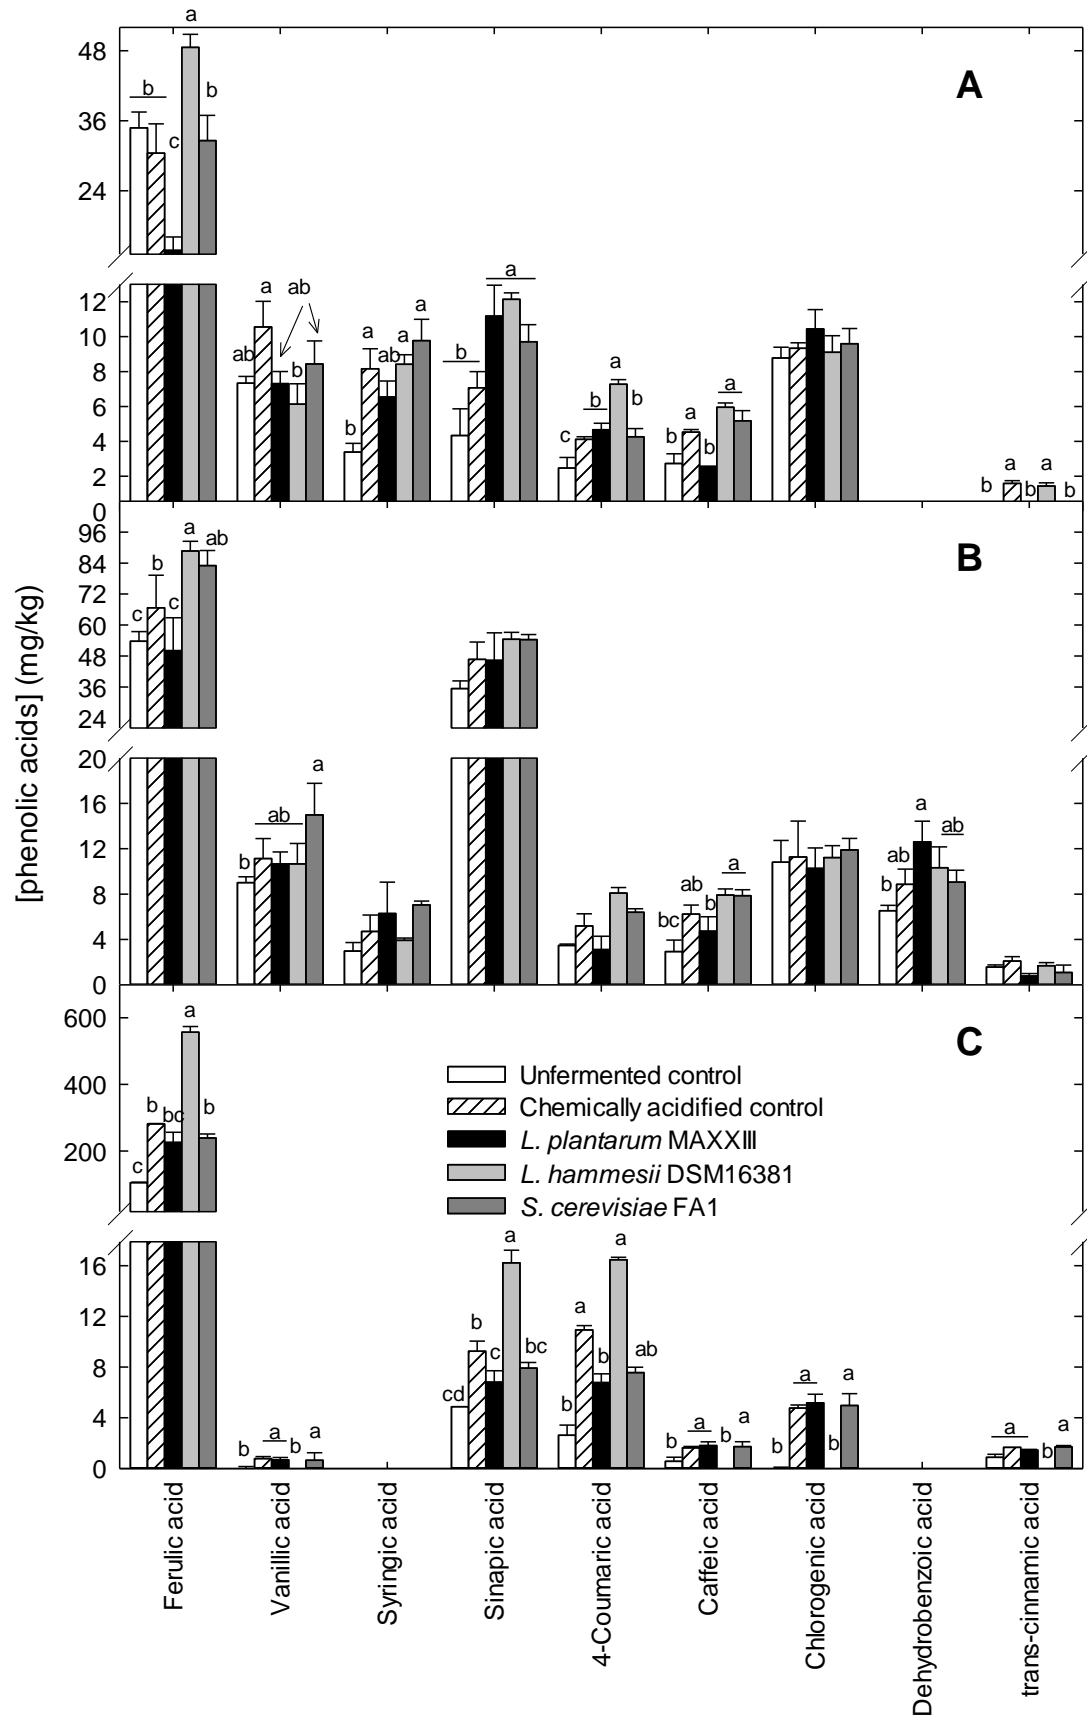 [phenolic acids] (mg/kg)
A
48
36
24
12
10
8
6
4
2
0
b
c
a
b
ab
a
ab
b
b
a
ab
a
a
b
a
c
b
a
b
b
a
b
a
b
a
b
a
b
B
96
84
72
60
48
36
24
20
16
12
8
4
0
c
b
c
a
ab
b
ab
a
bc
ab
b
a
b
ab
a
ab
C
600
400
200
16
12
8
4
0
c
b
bc
a
b
b
a
b
a
cd
b
c
a
bc
b
a
b
a
ab
b
a
b
a
b
a
b
a
a
b
a
Unfermented control
Chemically acidified control
L. plantarum MAXXIII
L. hammesii DSM16381
S. cerevisiae FA1
Ferulic acid
Vanillic acid
Syringic acid
Sinapic acid
4-Coumaric acid
Caffeic acid
Chlorogenic acid
Dehydrobenzoic acid
trans-cinnamic acid